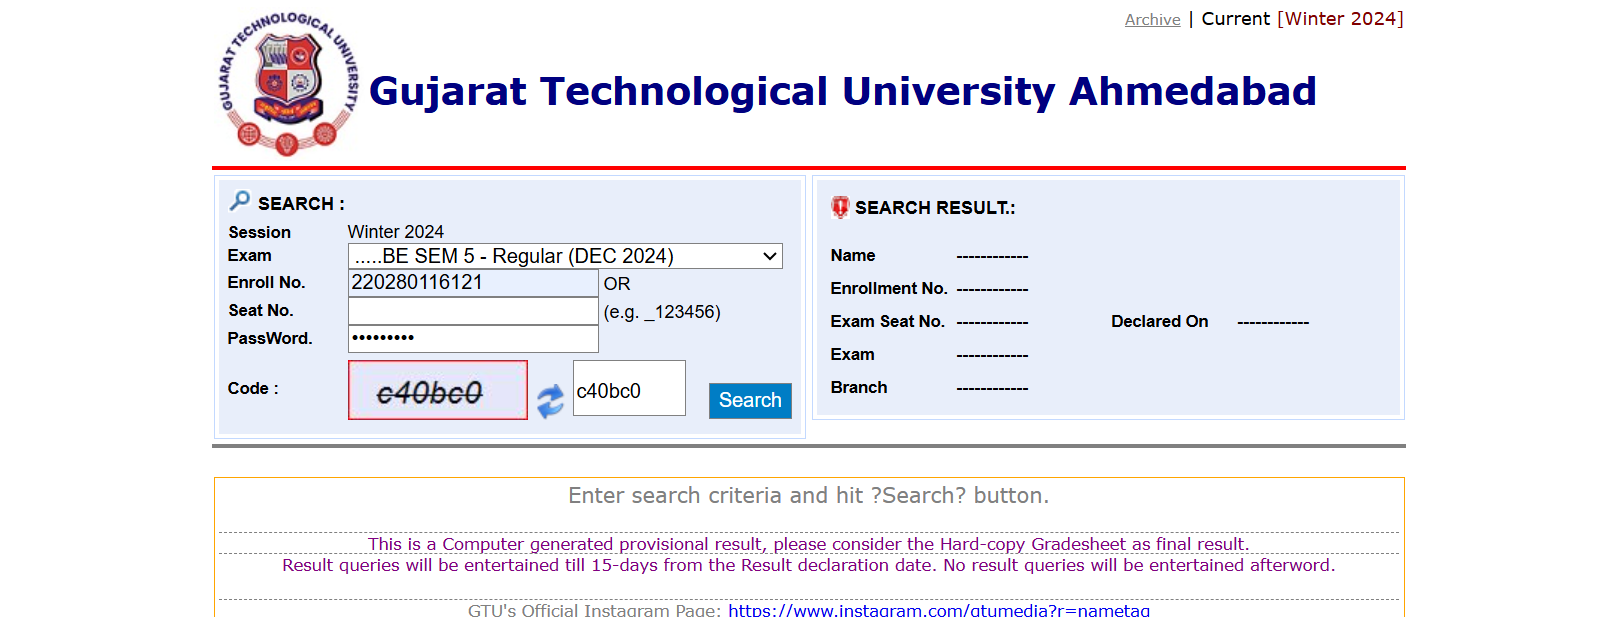 GUJARAT TECHNOLOGICAL UNIVERSITY
Archive | Current [Winter 2024]
Gujarat Technological University Ahmedabad
SEARCH :
Session Winter 2024
Exam .....BE SEM 5 - Regular (DEC 2024)
Enroll No. 220280116121 OR
Seat No. (e.g. _123456)
PassWord. •••••••••
Code : c40bc0 c40bc0 Search
SEARCH RESULT.:
Name ------------
Enrollment No. ------------
Exam Seat No. ------------ Declared On ------------
Exam ------------
Branch ------------
Enter search criteria and hit ?Search? button.
This is a Computer generated provisional result, please consider the Hard-copy Gradesheet as final result.
Result queries will be entertained till 15-days from the Result declaration date. No result queries will be entertained afterword.
GTU's Official Instagram Page: https://www.instagram.com/gtumedia?r=nametag